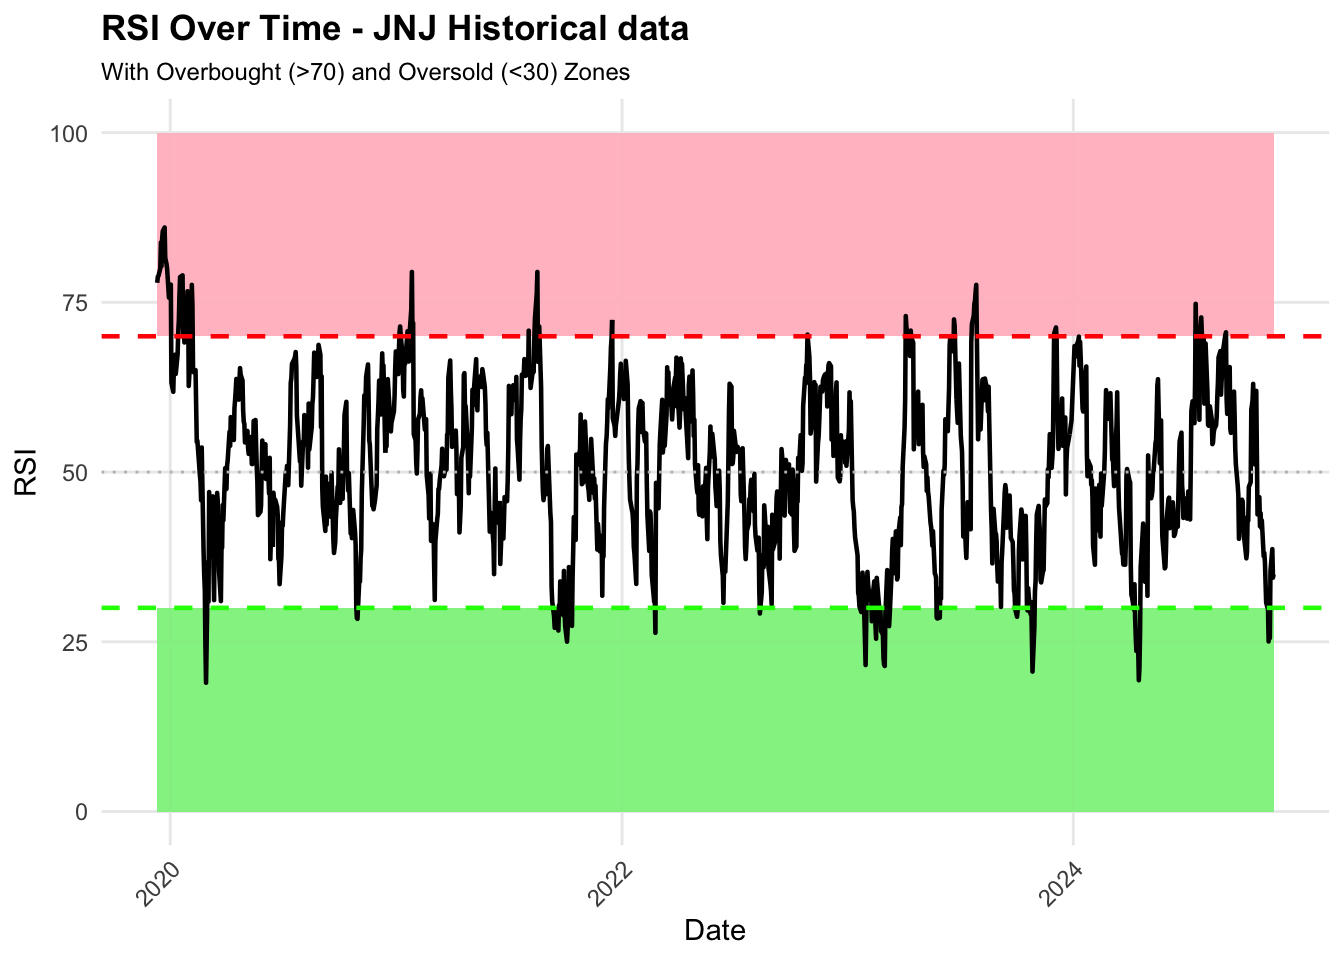 RSI Over Time - JNJ Historical data
With Overbought (>70) and Oversold (<30) Zones
100
75
50
25
0
RSI
2020
2022
2024
Date